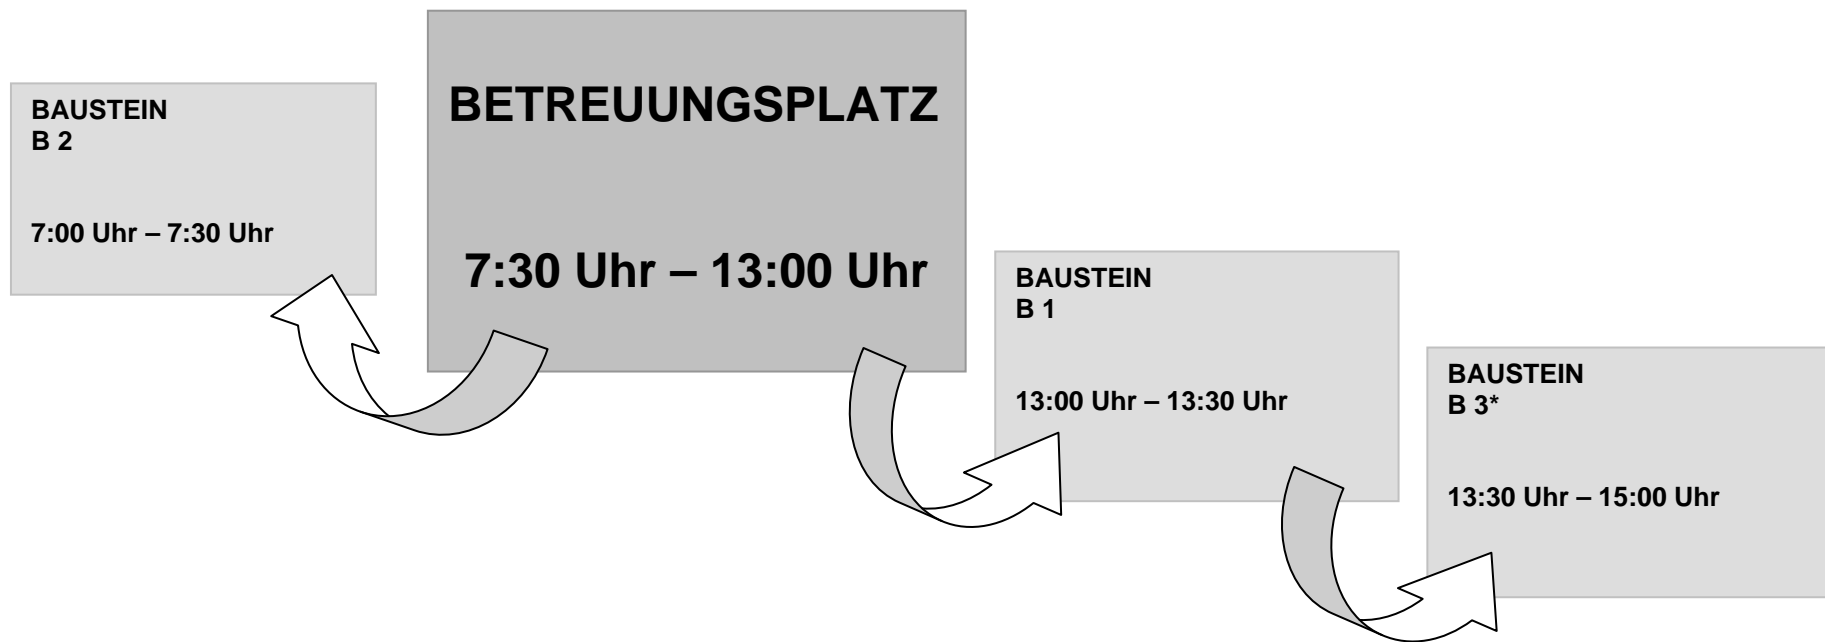 BAUSTEIN
B 2
7:00 Uhr – 7:30 Uhr
BETREUUNGSPLATZ
7:30 Uhr – 13:00 Uhr
BAUSTEIN
B 1
13:00 Uhr – 13:30 Uhr
BAUSTEIN
B 3*
13:30 Uhr – 15:00 Uhr